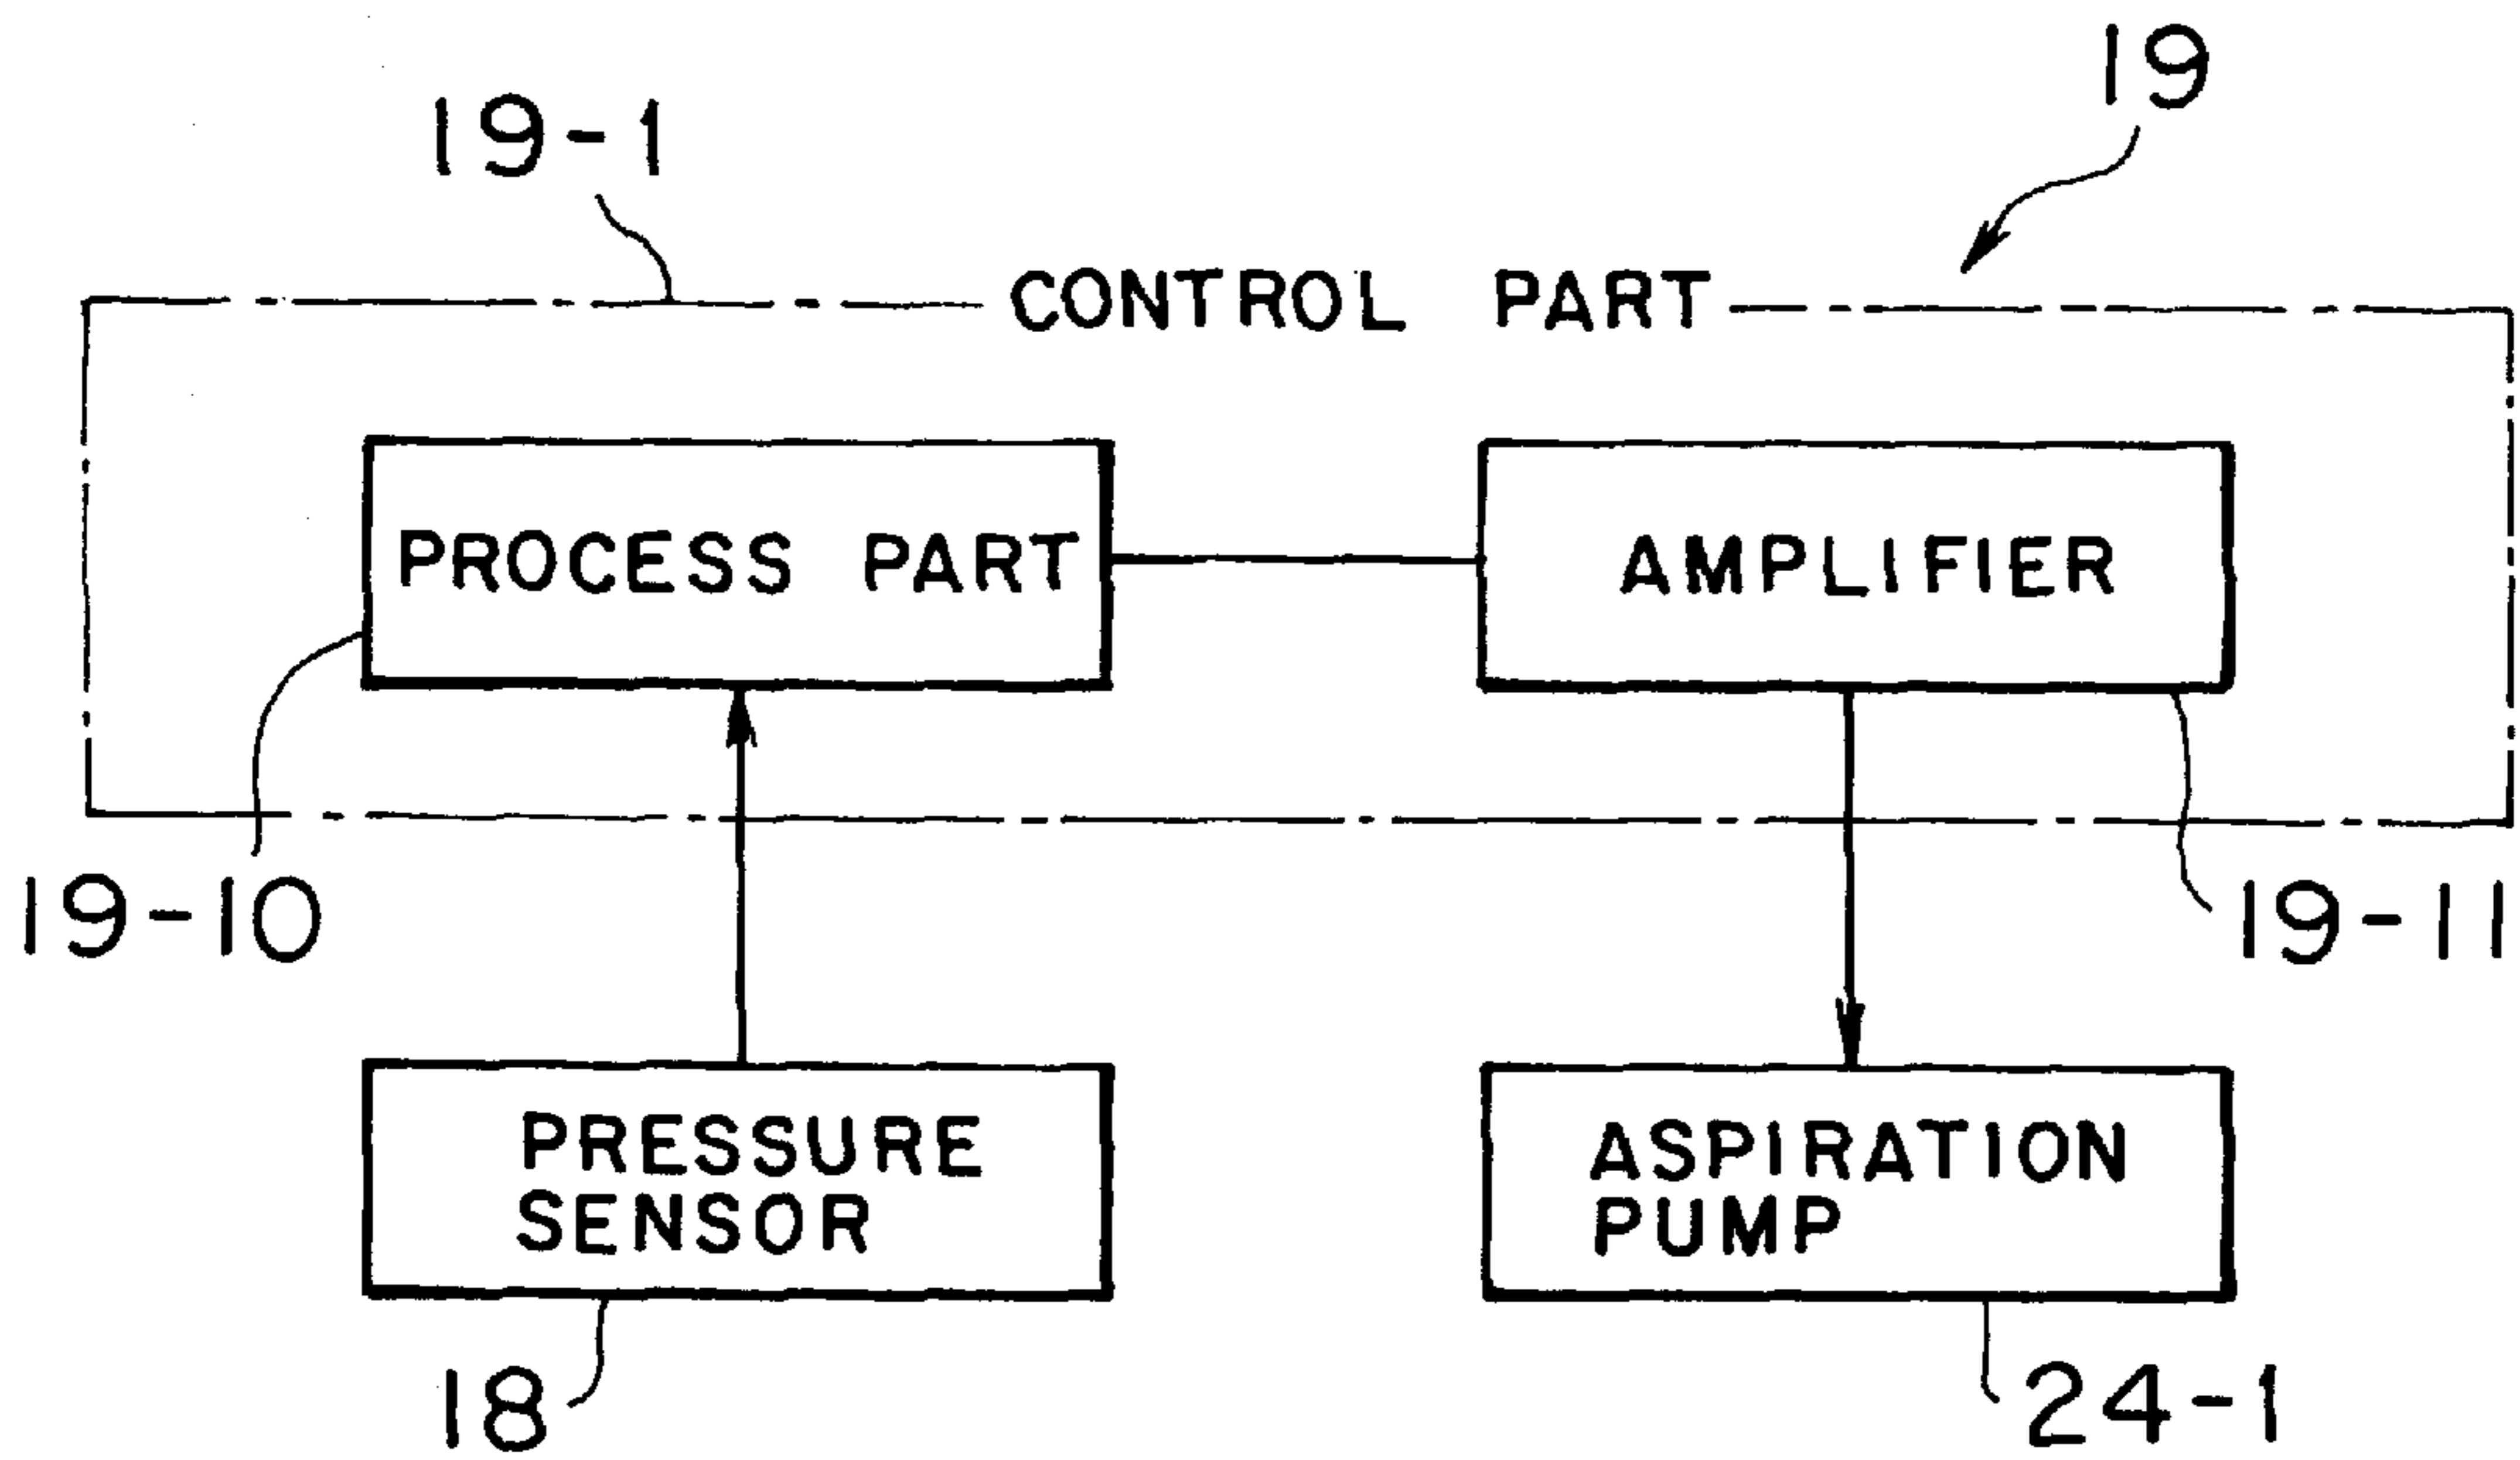 19
19-1
CONTROL PART
PROCESS PART
AMPLIFIER
19-10
19-11
PRESSURE
SENSOR
ASPIRATION
PUMP
18
24-1